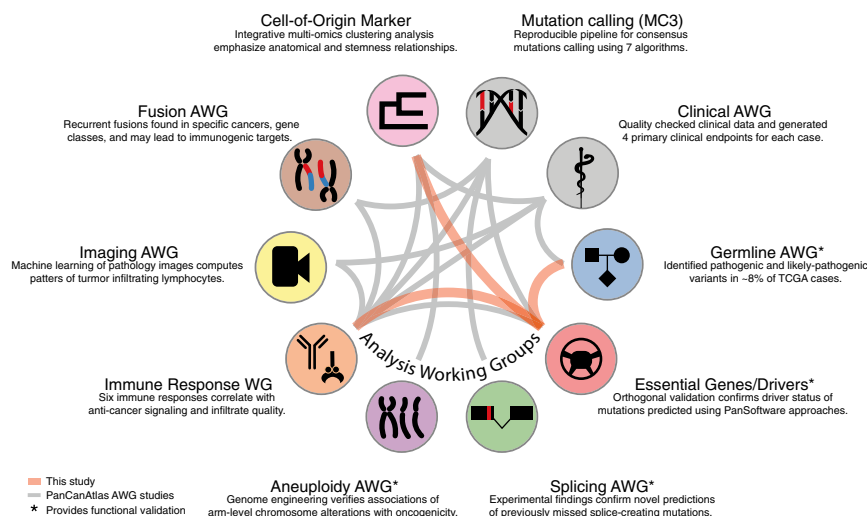 Cell-of-Origin Marker
Integrative multi-omics clustering analysis
emphasize anatomical and stemness relationships.
Mutation calling (MC3)
Reproducible pipeline for consensus
mutations calling using 7 algorithms.
Fusion AWG
Recurrent fusions found in specific cancers, gene
classes, and may lead to immunogenic targets.
Clinical AWG
Quality checked clinical data and generated
4 primary clinical endpoints for each case.
Imaging AWG
Machine learning of pathology images computes
patters of turmor infiltrating lymphocytes.
Germline AWG*
Identified pathogenic and likely-pathogenic
variants in ~8% of TCGA cases.
Analysis Working Groups
Immune Response WG
Six immune responses correlate with
anti-cancer signaling and infiltrate quality.
Essential Genes/Drivers*
Orthogonal validation confirms driver status of
mutations predicted using PanSoftware approaches.
Aneuploidy AWG*
Genome engineering verifies associations of
arm-level chromosome alterations with oncogenicity.
Splicing AWG*
Experimental findings confirm novel predictions
of previously missed splice-creating mutations.
This study
PanCanAtlas AWG studies
* Provides functional validation